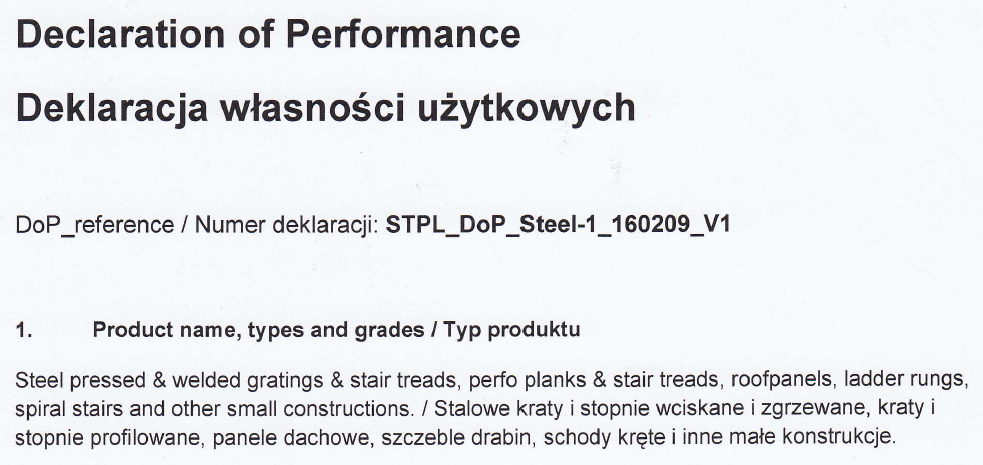 Declaration of Performance
Deklaracja własności użytkowych
DoP_reference / Numer deklaracji: STPL_DoP_Steel-1_160209_V1
1. Product name, types and grades / Typ produktu
Steel pressed & welded gratings & stair treads, perfo planks & stair treads, roofpanels, ladder rungs,
spiral stairs and other small constructions. / Stalowe kraty i stopnie wciskane i zgrzewane, kraty i
stopnie profilowane, panele dachowe, szczeble drabin, schody kręte i inne małe konstrukcje.